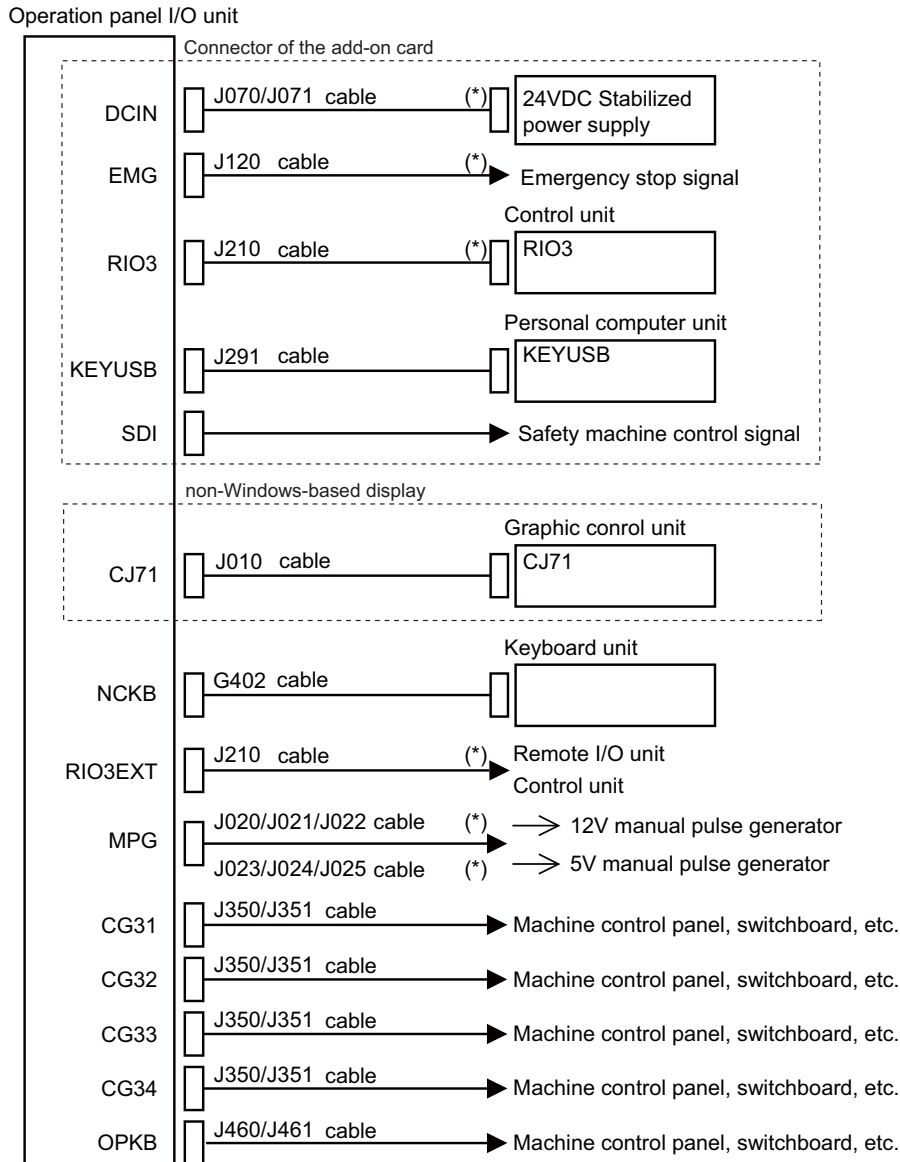 Operation panel I/O unit
Connector of the add-on card
DCIN J070/J071 cable (*) 24VDC Stabilized
power supply
EMG J120 cable (*) Emergency stop signal
Control unit
RIO3 J210 cable (*) RIO3
Personal computer unit
KEYUSB J291 cable KEYUSB
SDI Safety machine control signal
non-Windows-based display
Graphic conrol unit
CJ71 J010 cable CJ71
Keyboard unit
NCKB G402 cable
RIO3EXT J210 cable (*) Remote I/O unit
Control unit
MPG J020/J021/J022 cable (*) 12V manual pulse generator
J023/J024/J025 cable (*) 5V manual pulse generator
CG31 J350/J351 cable Machine control panel, switchboard, etc.
CG32 J350/J351 cable Machine control panel, switchboard, etc.
CG33 J350/J351 cable Machine control panel, switchboard, etc.
CG34 J350/J351 cable Machine control panel, switchboard, etc.
OPKB J460/J461 cable Machine control panel, switchboard, etc.